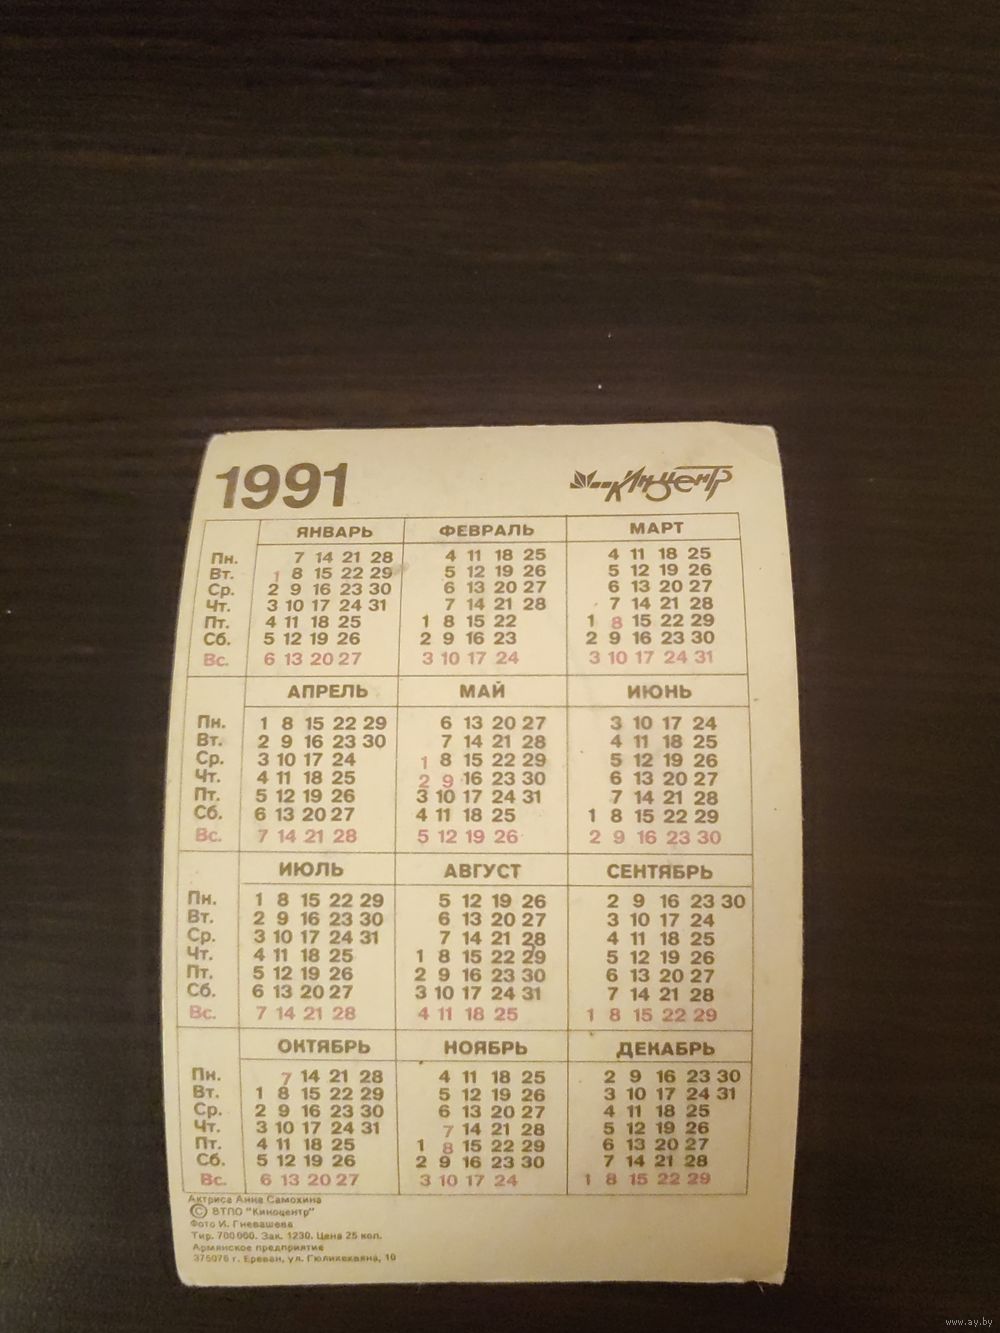 1991 Киноцентр
ЯНВАРЬ ФЕВРАЛЬ МАРТ
Пн. 7 14 21 28 4 11 18 25 4 11 18 25
Вт. 1 8 15 22 29 5 12 19 26 5 12 19 26
Ср. 2 9 16 23 30 6 13 20 27 6 13 20 27
Чт. 3 10 17 24 31 7 14 21 28 7 14 21 28
Пт. 4 11 18 25 1 8 15 22 1 8 15 22 29
Сб. 5 12 19 26 2 9 16 23 2 9 16 23 30
Вс. 6 13 20 27 3 10 17 24 3 10 17 24 31
АПРЕЛЬ МАЙ ИЮНЬ
Пн. 1 8 15 22 29 6 13 20 27 3 10 17 24
Вт. 2 9 16 23 30 7 14 21 28 4 11 18 25
Ср. 3 10 17 24 1 8 15 22 29 5 12 19 26
Чт. 4 11 18 25 2 9 16 23 30 6 13 20 27
Пт. 5 12 19 26 3 10 17 24 31 7 14 21 28
Сб. 6 13 20 27 4 11 18 25 1 8 15 22 29
Вс. 7 14 21 28 5 12 19 26 2 9 16 23 30
ИЮЛЬ АВГУСТ СЕНТЯБРЬ
Пн. 1 8 15 22 29 5 12 19 26 2 9 16 23 30
Вт. 2 9 16 23 30 6 13 20 27 3 10 17 24
Ср. 3 10 17 24 31 7 14 21 28 4 11 18 25
Чт. 4 11 18 25 1 8 15 22 29 5 12 19 26
Пт. 5 12 19 26 2 9 16 23 30 6 13 20 27
Сб. 6 13 20 27 3 10 17 24 31 7 14 21 28
Вс. 7 14 21 28 4 11 18 25 1 8 15 22 29
ОКТЯБРЬ НОЯБРЬ ДЕКАБРЬ
Пн. 7 14 21 28 4 11 18 25 2 9 16 23 30
Вт. 1 8 15 22 29 5 12 19 26 3 10 17 24 31
Ср. 2 9 16 23 30 6 13 20 27 4 11 18 25
Чт. 3 10 17 24 31 7 14 21 28 5 12 19 26
Пт. 4 11 18 25 1 8 15 22 29 6 13 20 27
Сб. 5 12 19 26 2 9 16 23 30 7 14 21 28
Вс. 6 13 20 27 3 10 17 24 1 8 15 22 29
Актриса Анна Самохина
© ВТПО "Киноцентр"
Фото И. Гневашева
Тир. 700 000. Зак. 1230. Цена 25 коп.
Армянское предприятие
375076 г. Ереван, ул. Гюликевхяна, 10
www.ay.by